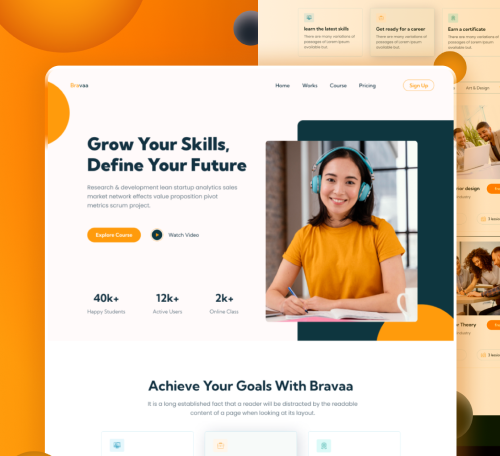 learn the latest skills
There are many variations of
passages of lorem ipsum
available but.
Get ready for a career
There are many variations of
passages of lorem ipsum
available but.
Earn a certificate
There are many variations of
passages of lorem ipsum
available but.
Bravaa
Home
Works
Course
Pricing
Sign Up
Art & Design
Grow Your Skills,
Define Your Future
Research & development lean startup analytics sales
market network effects value proposition pivot
metrics scrum project.
Explore Course
Watch Video
40k+
Happy Students
12k+
Active Users
2k+
Online Class
design
Theory
Achieve Your Goals With Bravaa
It is a long established fact that a reader will be distracted by the readable
content of a page when looking at its layout.